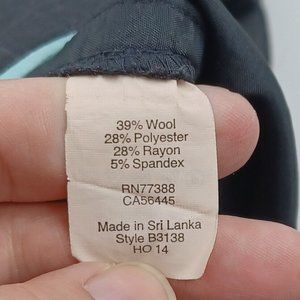 39% Wool
28% Polyester
28% Rayon
5% Spandex
RN77388
CA56445
Made in Sri Lanka
Style B3138
HO 14